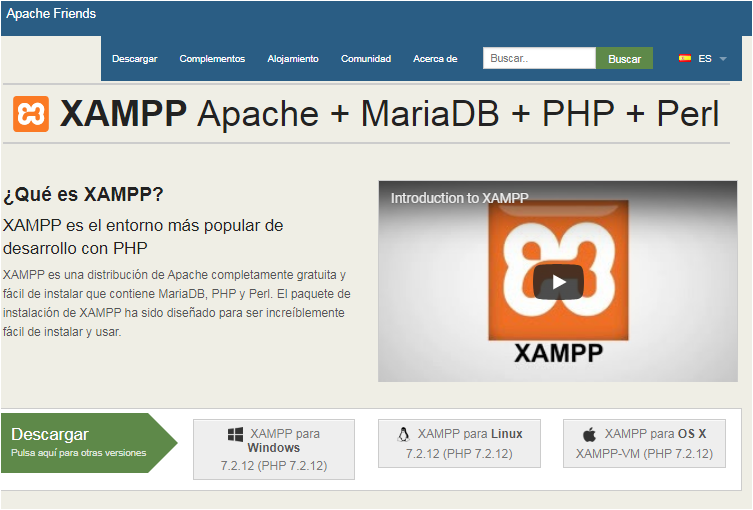 Apache Friends
Descargar Complementos Alojamiento Comunidad Acerca de Buscar.. Buscar ES
XAMPP Apache + MariaDB + PHP + Perl
¿Qué es XAMPP?
XAMPP es el entorno más popular de
desarrollo con PHP
XAMPP es una distribución de Apache completamente gratuita y
fácil de instalar que contiene MariaDB, PHP y Perl. El paquete de
instalación de XAMPP ha sido diseñado para ser increíblemente
fácil de instalar y usar.
Introduction to XAMPP
XAMPP
Descargar
Pulsa aquí para otras versiones
XAMPP para
Windows
7.2.12 (PHP 7.2.12)
XAMPP para Linux
7.2.12 (PHP 7.2.12)
XAMPP para OS X
XAMPP-VM (PHP 7.2.12)